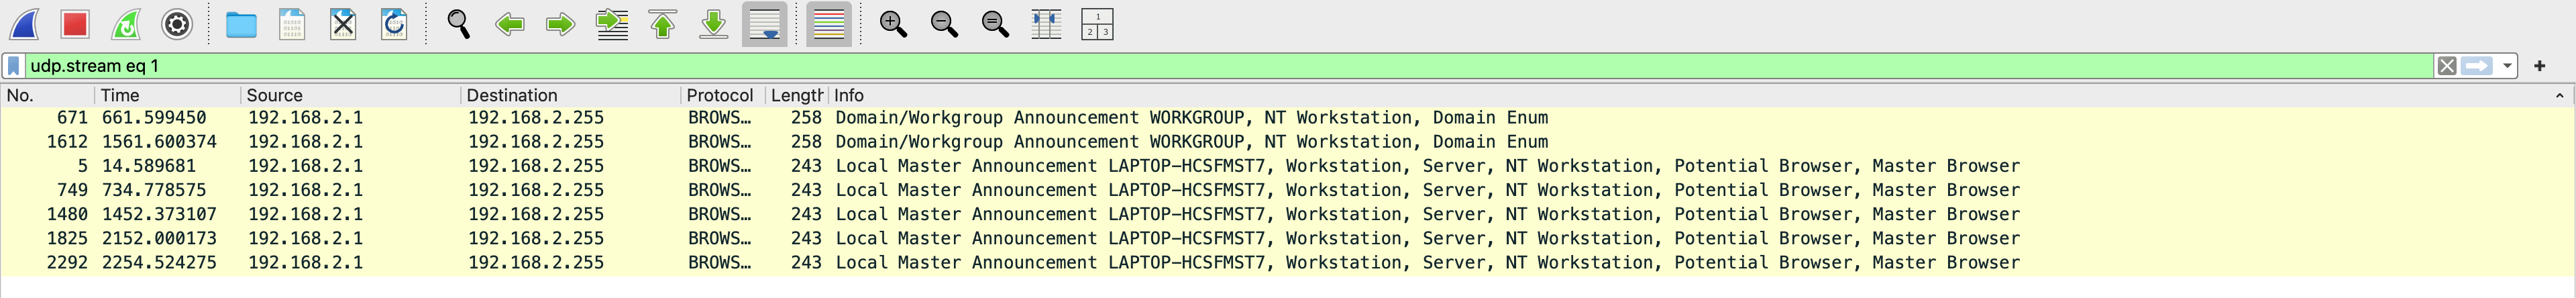 udp.stream eq 1
No. Time Source Destination Protocol Length Info
671 661.599450 192.168.2.1 192.168.2.255 BROWS… 258 Domain/Workgroup Announcement WORKGROUP, NT Workstation, Domain Enum
1612 1561.600374 192.168.2.1 192.168.2.255 BROWS… 258 Domain/Workgroup Announcement WORKGROUP, NT Workstation, Domain Enum
5 14.589681 192.168.2.1 192.168.2.255 BROWS… 243 Local Master Announcement LAPTOP-HCSFMST7, Workstation, Server, NT Workstation, Potential Browser, Master Browser
749 734.778575 192.168.2.1 192.168.2.255 BROWS… 243 Local Master Announcement LAPTOP-HCSFMST7, Workstation, Server, NT Workstation, Potential Browser, Master Browser
1480 1452.373107 192.168.2.1 192.168.2.255 BROWS… 243 Local Master Announcement LAPTOP-HCSFMST7, Workstation, Server, NT Workstation, Potential Browser, Master Browser
1825 2152.000173 192.168.2.1 192.168.2.255 BROWS… 243 Local Master Announcement LAPTOP-HCSFMST7, Workstation, Server, NT Workstation, Potential Browser, Master Browser
2292 2254.524275 192.168.2.1 192.168.2.255 BROWS… 243 Local Master Announcement LAPTOP-HCSFMST7, Workstation, Server, NT Workstation, Potential Browser, Master Browser